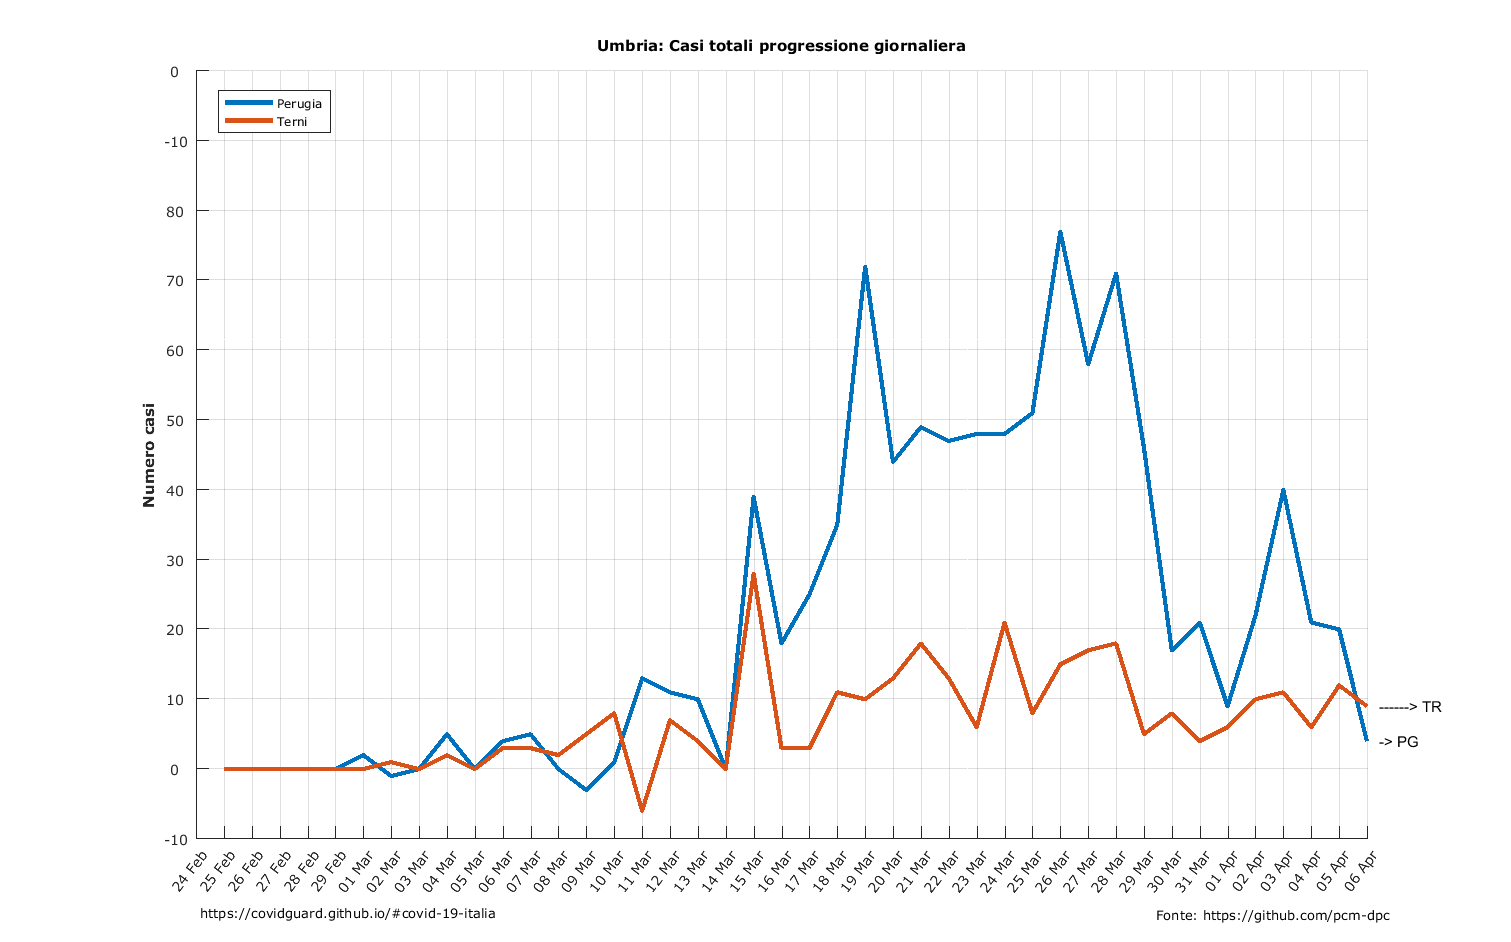 Umbria: Casi totali progressione giornaliera
0
-10
80
70
60
50
40
30
20
10
0
-10
Numero casi
Perugia
Terni
------> TR
-> PG
24 Feb
25 Feb
26 Feb
27 Feb
28 Feb
29 Feb
01 Mar
02 Mar
03 Mar
04 Mar
05 Mar
06 Mar
07 Mar
08 Mar
09 Mar
10 Mar
11 Mar
12 Mar
13 Mar
14 Mar
15 Mar
16 Mar
17 Mar
18 Mar
19 Mar
20 Mar
21 Mar
22 Mar
23 Mar
24 Mar
25 Mar
26 Mar
27 Mar
28 Mar
29 Mar
30 Mar
31 Mar
01 Apr
02 Apr
03 Apr
04 Apr
05 Apr
06 Apr
https://covidguard.github.io/#covid-19-italia
Fonte: https://github.com/pcm-dpc